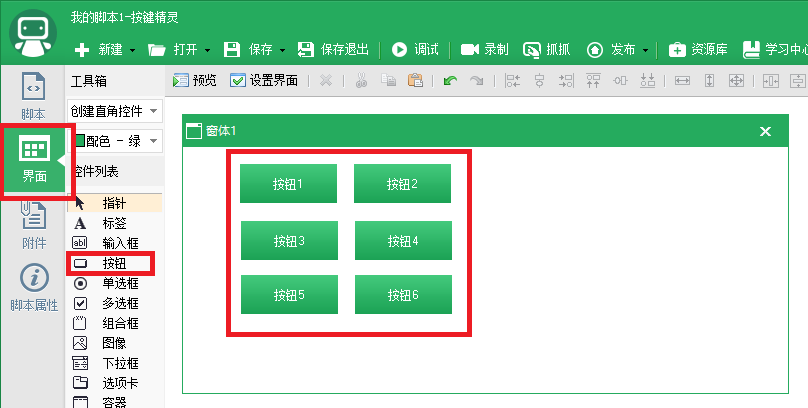 我的脚本1-按键精灵
新建 打开 保存 保存退出 调试 录制 抓抓 发布 资源库 学习中心
脚本
界面
附件
脚本属性
工具箱
创建直角控件
配色 - 绿
控件列表
指针
标签
输入框
按钮
单选框
多选框
组合框
图像
下拉框
选项卡
容器
预览 设置界面
窗体1
按钮1 按钮2
按钮3 按钮4
按钮5 按钮6